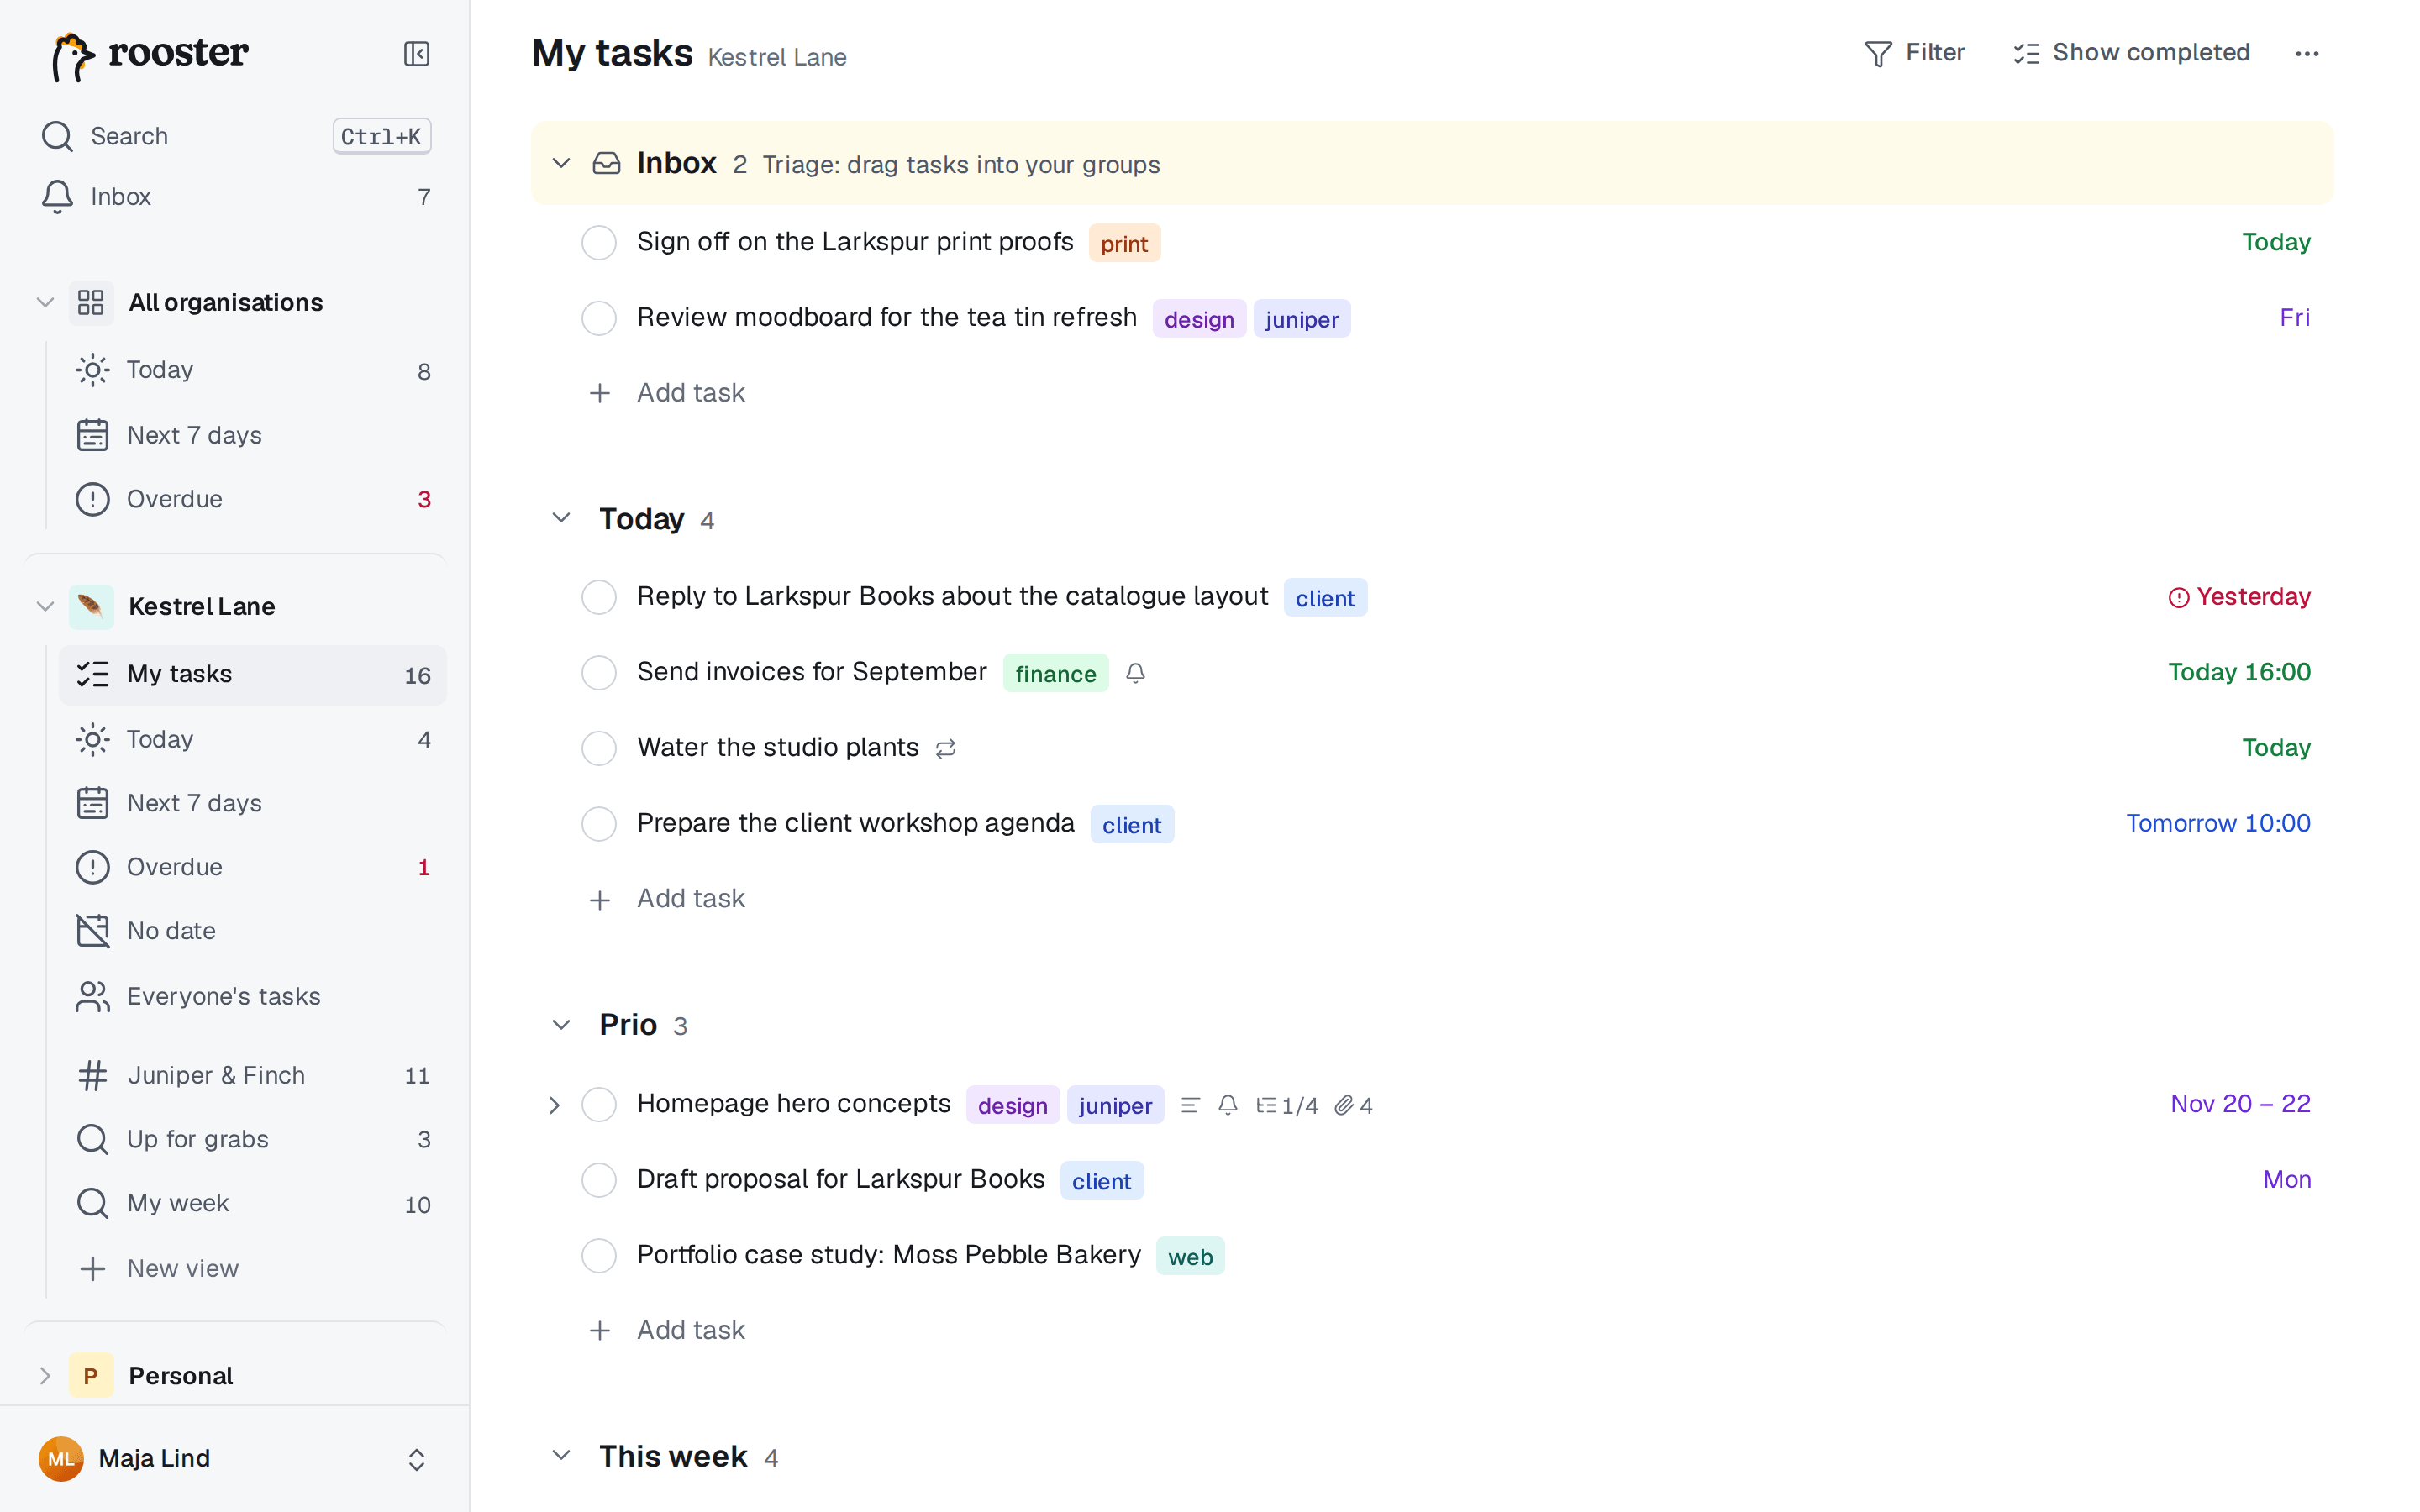 rooster
Search Ctrl+K
Inbox 7
All organisations
Today 8
Next 7 days
Overdue 3
Kestrel Lane
My tasks 16
Today 4
Next 7 days
Overdue 1
No date
Everyone's tasks
Juniper & Finch 11
Up for grabs 3
My week 10
New view
P Personal
ML Maja Lind
My tasks Kestrel Lane Filter Show completed
Inbox 2 Triage: drag tasks into your groups
Sign off on the Larkspur print proofs print Today
Review moodboard for the tea tin refresh design juniper Fri
Add task
Today 4
Reply to Larkspur Books about the catalogue layout client Yesterday
Send invoices for September finance Today 16:00
Water the studio plants Today
Prepare the client workshop agenda client Tomorrow 10:00
Add task
Prio 3
Homepage hero concepts design juniper 1/4 4 Nov 20 – 22
Draft proposal for Larkspur Books client Mon
Portfolio case study: Moss Pebble Bakery web
Add task
This week 4